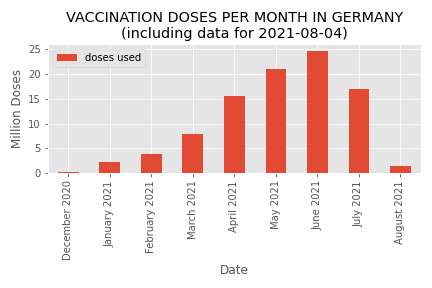 VACCINATION DOSES PER MONTH IN GERMANY
(including data for 2021-08-04)
doses used
Million Doses
25
20
15
10
5
0
December 2020
January 2021
February 2021
March 2021
April 2021
May 2021
June 2021
July 2021
August 2021
Date